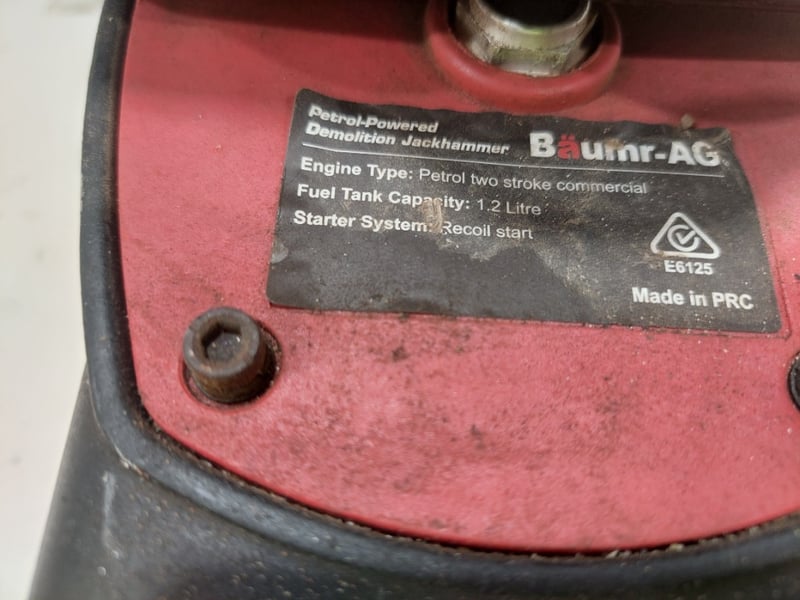 Petrol-Powered
Demolition Jackhammer
Bäumr-AG
Engine Type: Petrol two stroke commercial
Fuel Tank Capacity: 1.2 Litre
Starter System: Recoil start
E6125
Made in PRC